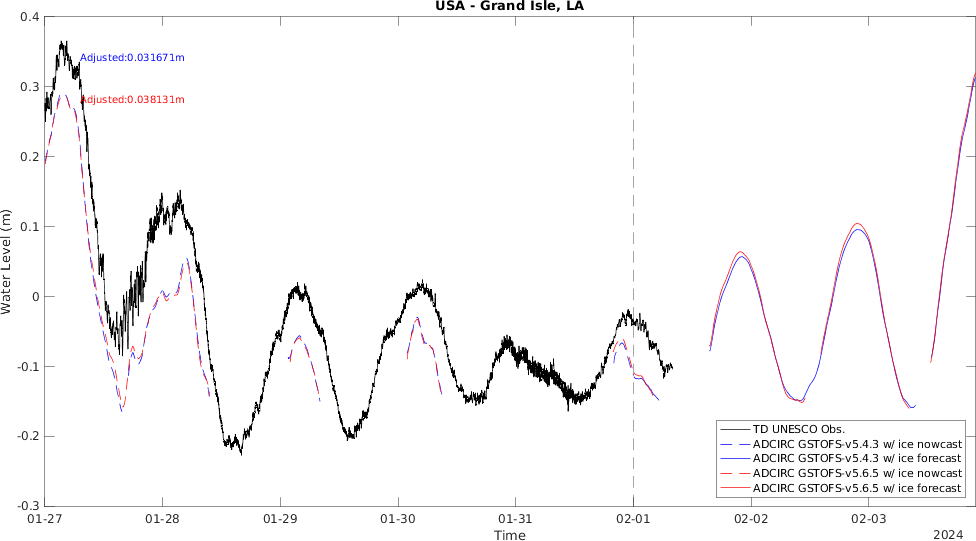 USA - Grand Isle, LA
Adjusted:0.031671m
Adjusted:0.038131m
Water Level (m)
0.4
0.3
0.2
0.1
0
-0.1
-0.2
-0.3
TD UNESCO Obs.
ADCIRC GSTOFS-v5.4.3 w/ ice nowcast
ADCIRC GSTOFS-v5.4.3 w/ ice forecast
ADCIRC GSTOFS-v5.6.5 w/ ice nowcast
ADCIRC GSTOFS-v5.6.5 w/ ice forecast
01-27 01-28 01-29 01-30 01-31 02-01 02-02 02-03
Time
2024